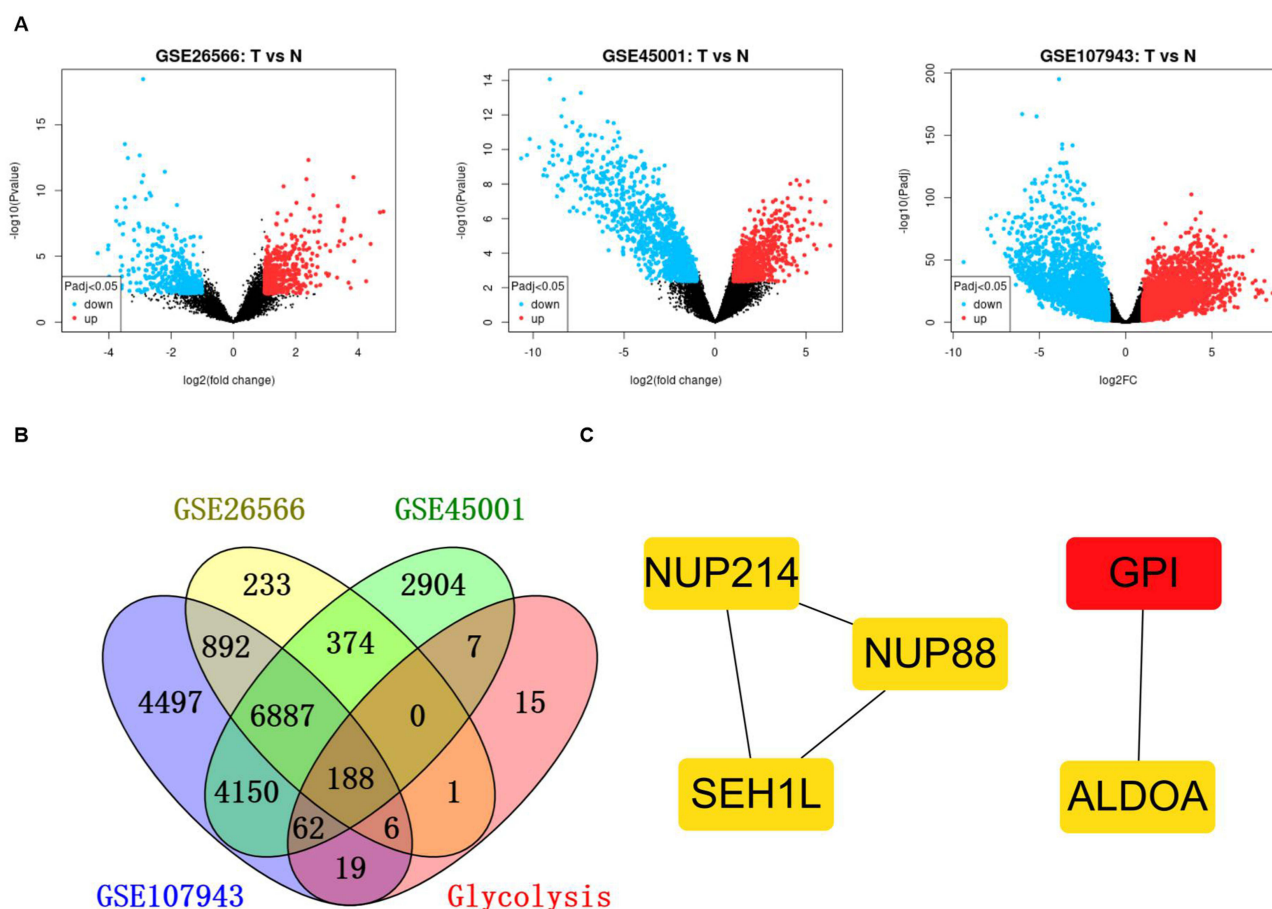 A
GSE26566: T vs N
-log10(Pvalue)
15
10
5
0
Padj<0.05
down
up
-4
-2
0
2
4
log2(fold change)
GSE45001: T vs N
-log10(Pvalue)
14
12
10
8
6
4
2
0
Padj<0.05
down
up
-10
-5
0
5
log2(fold change)
GSE107943: T vs N
-log10(Padj)
200
150
100
50
0
Padj<0.05
down
up
-10
-5
0
5
log2FC
B
GSE26566
GSE45001
233
2904
892
374
7
4497
6887
0
15
188
4150
1
62
6
19
GSE107943
Glycolysis
C
NUP214
NUP88
SEH1L
GPI
ALDOA